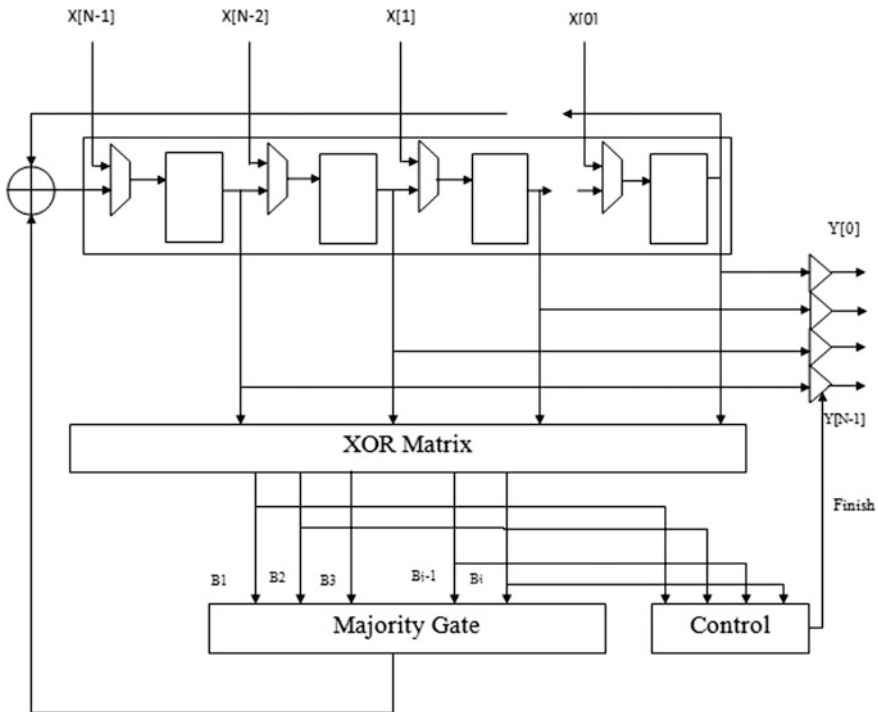 X[N-1] X[N-2] X[1] X[0]
Y[0]
Y[N-1]
XOR Matrix
Finish
B1 B2 B3 Bi-1 Bi
Majority Gate Control